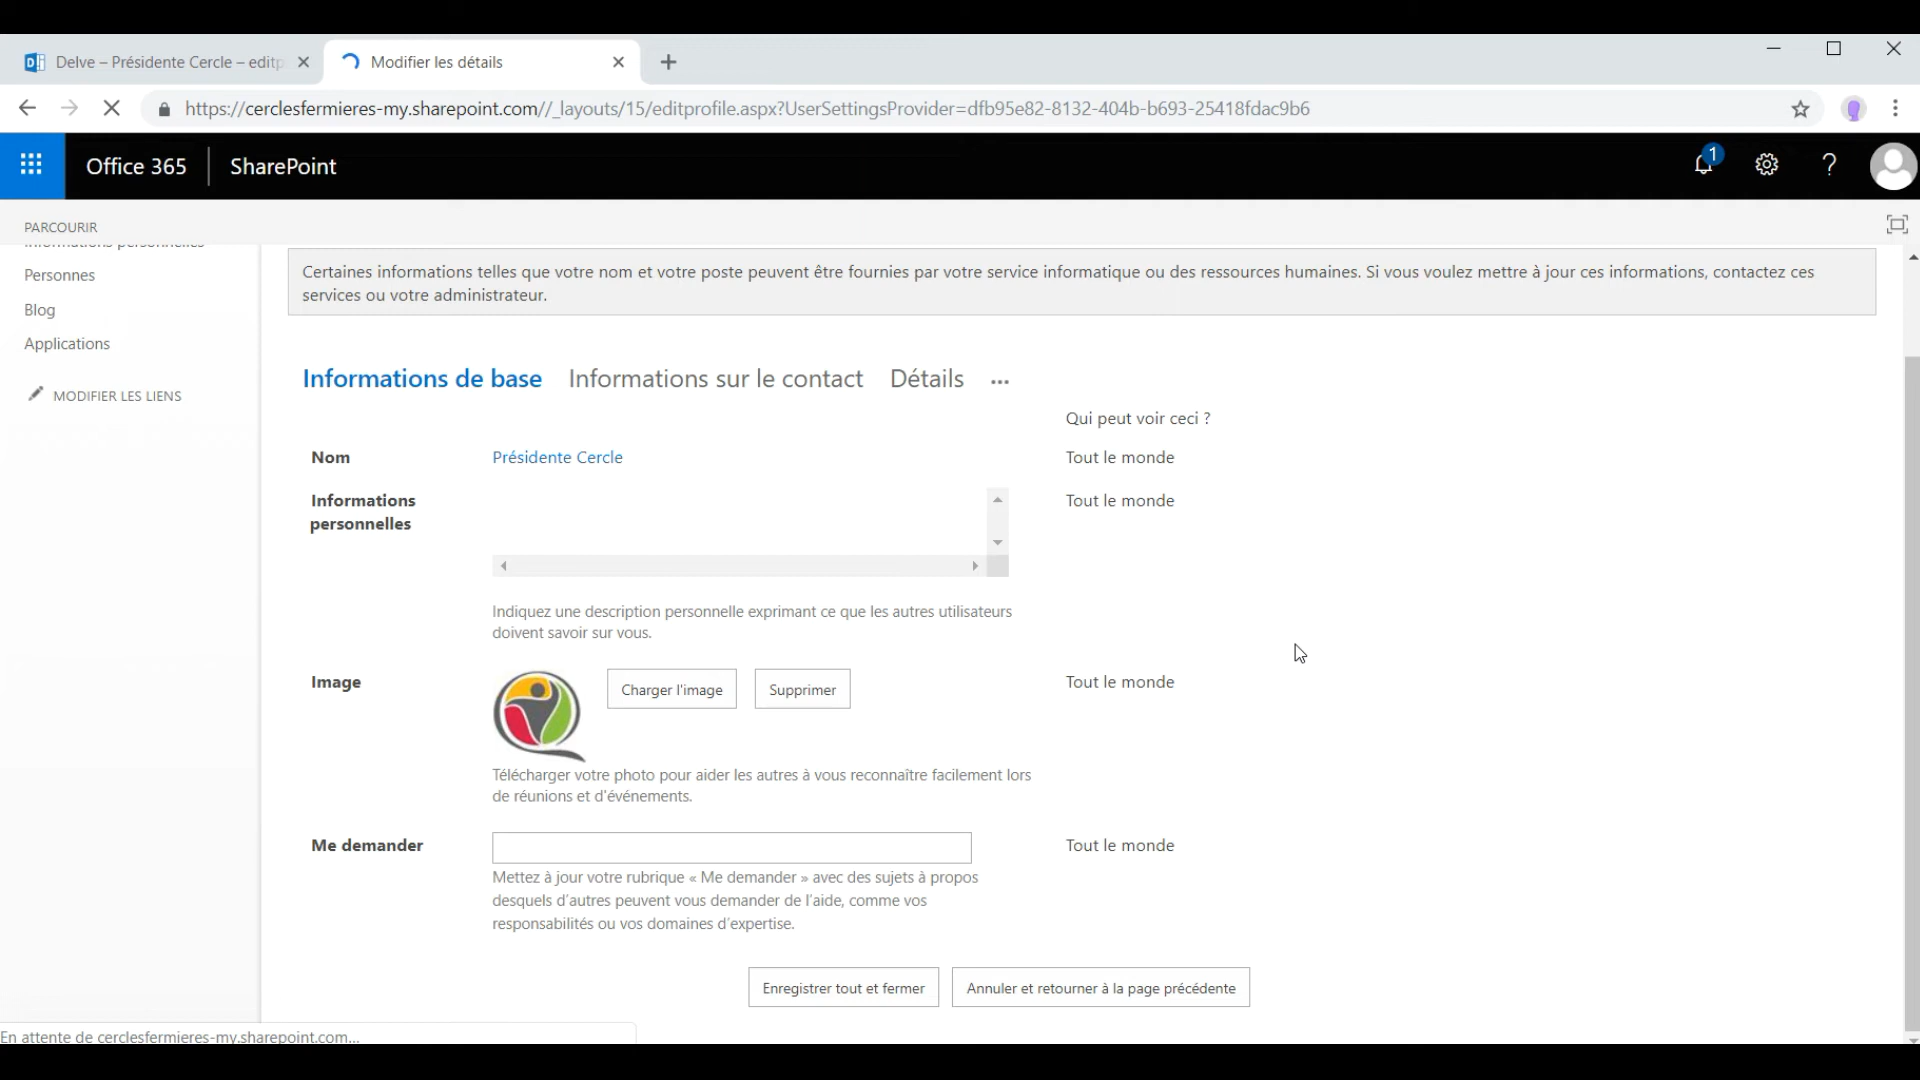 Delve – Présidente Cercle – editp
Modifier les détails
https://cerclesfermieres-my.sharepoint.com//_layouts/15/editprofile.aspx?UserSettingsProvider=dfb95e82-8132-404b-b693-25418fdac9b6
Office 365
SharePoint
1
?
PARCOURIR
Informations personnelles
Personnes
Blog
Applications
MODIFIER LES LIENS
Certaines informations telles que votre nom et votre poste peuvent être fournies par votre service informatique ou des ressources humaines. Si vous voulez mettre à jour ces informations, contactez ces
services ou votre administrateur.
Informations de base
Informations sur le contact
Détails
...
Qui peut voir ceci ?
Nom
Présidente Cercle
Tout le monde
Informations
personnelles
Tout le monde
Indiquez une description personnelle exprimant ce que les autres utilisateurs
doivent savoir sur vous.
Image
Charger l'image
Supprimer
Tout le monde
Télécharger votre photo pour aider les autres à vous reconnaître facilement lors
de réunions et d'événements.
Me demander
Tout le monde
Mettez à jour votre rubrique « Me demander » avec des sujets à propos
desquels d'autres peuvent vous demander de l'aide, comme vos
responsabilités ou vos domaines d'expertise.
Enregistrer tout et fermer
Annuler et retourner à la page précédente
En attente de cerclesfermieres-my.sharepoint.com...